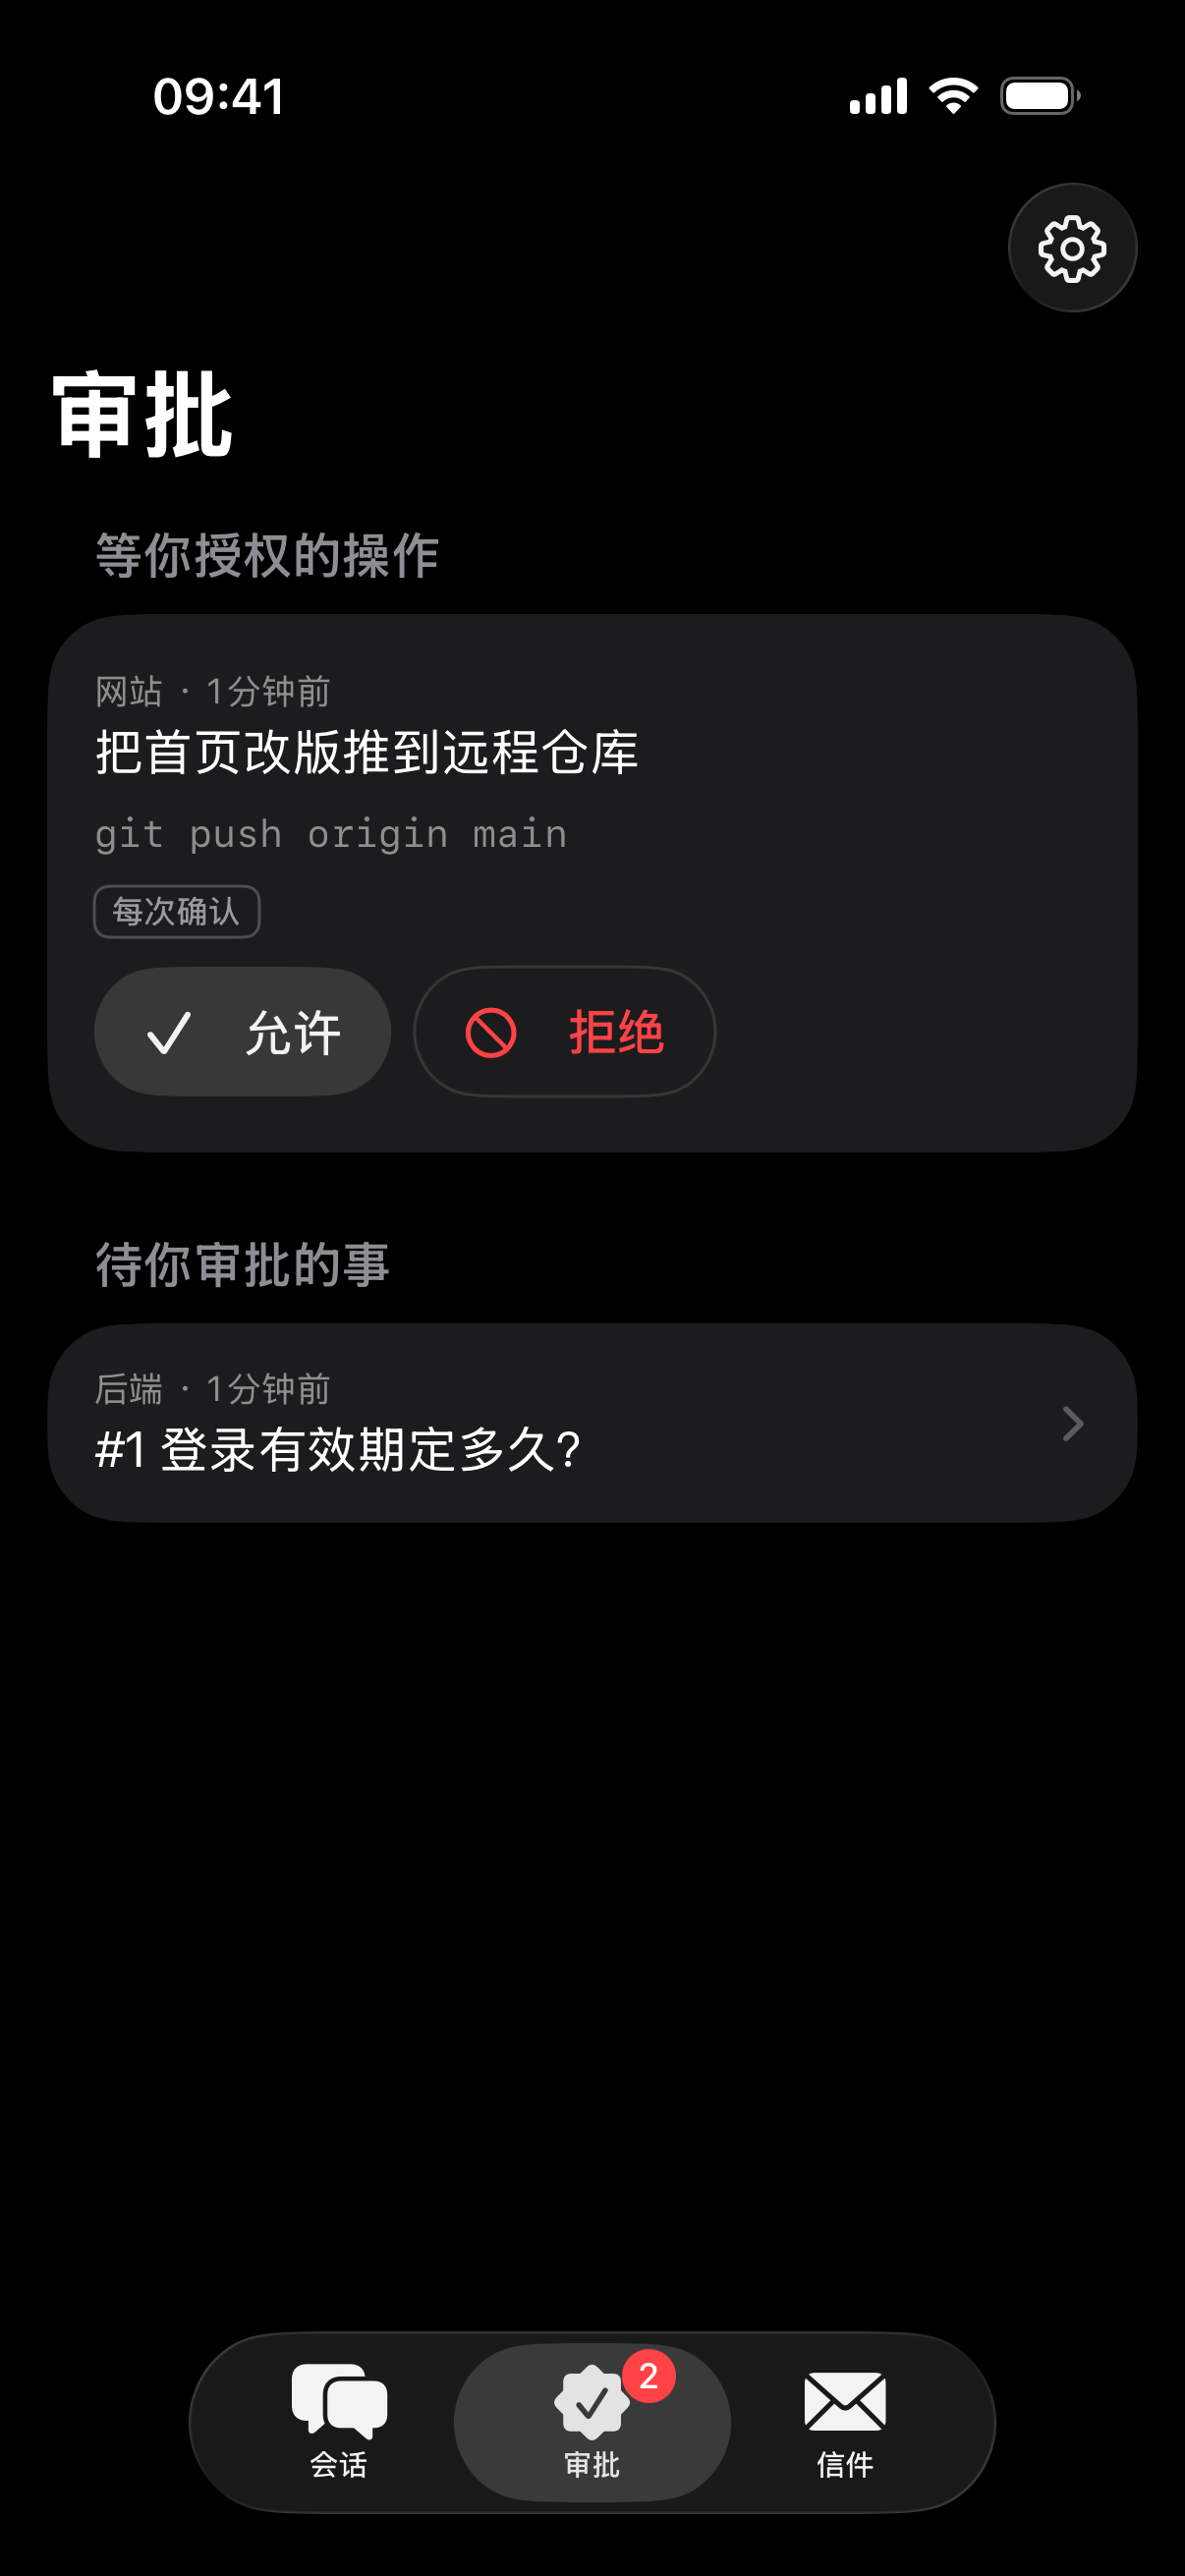 09:41
审批
等你授权的操作
网站 · 1分钟前
把首页改版推到远程仓库
git push origin main
每次确认
允许 拒绝
待你审批的事
后端 · 1分钟前
#1 登录有效期定多久?
2
会话 审批 信件